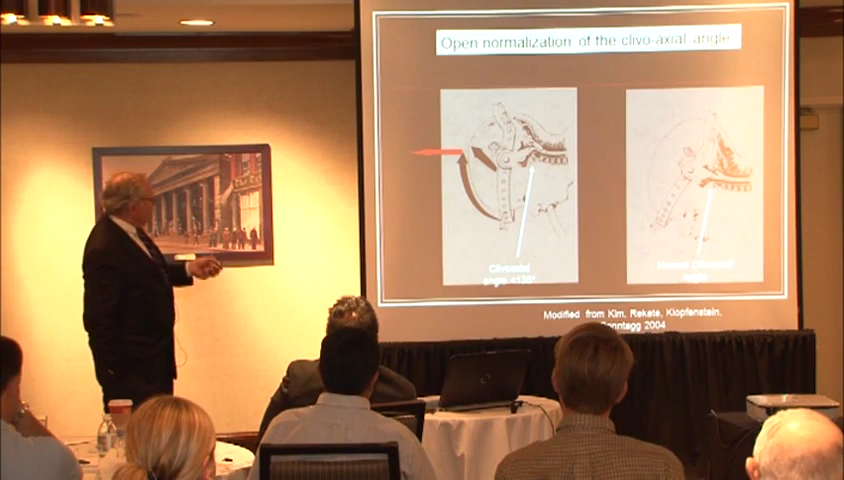 Open normalization of the clivo-axial angle
Clivoaxial
angle <135°
Normal Clivoaxial
angle
Modified from Kim, Rekate, Klopfenstein,
Sonntagg 2004
The